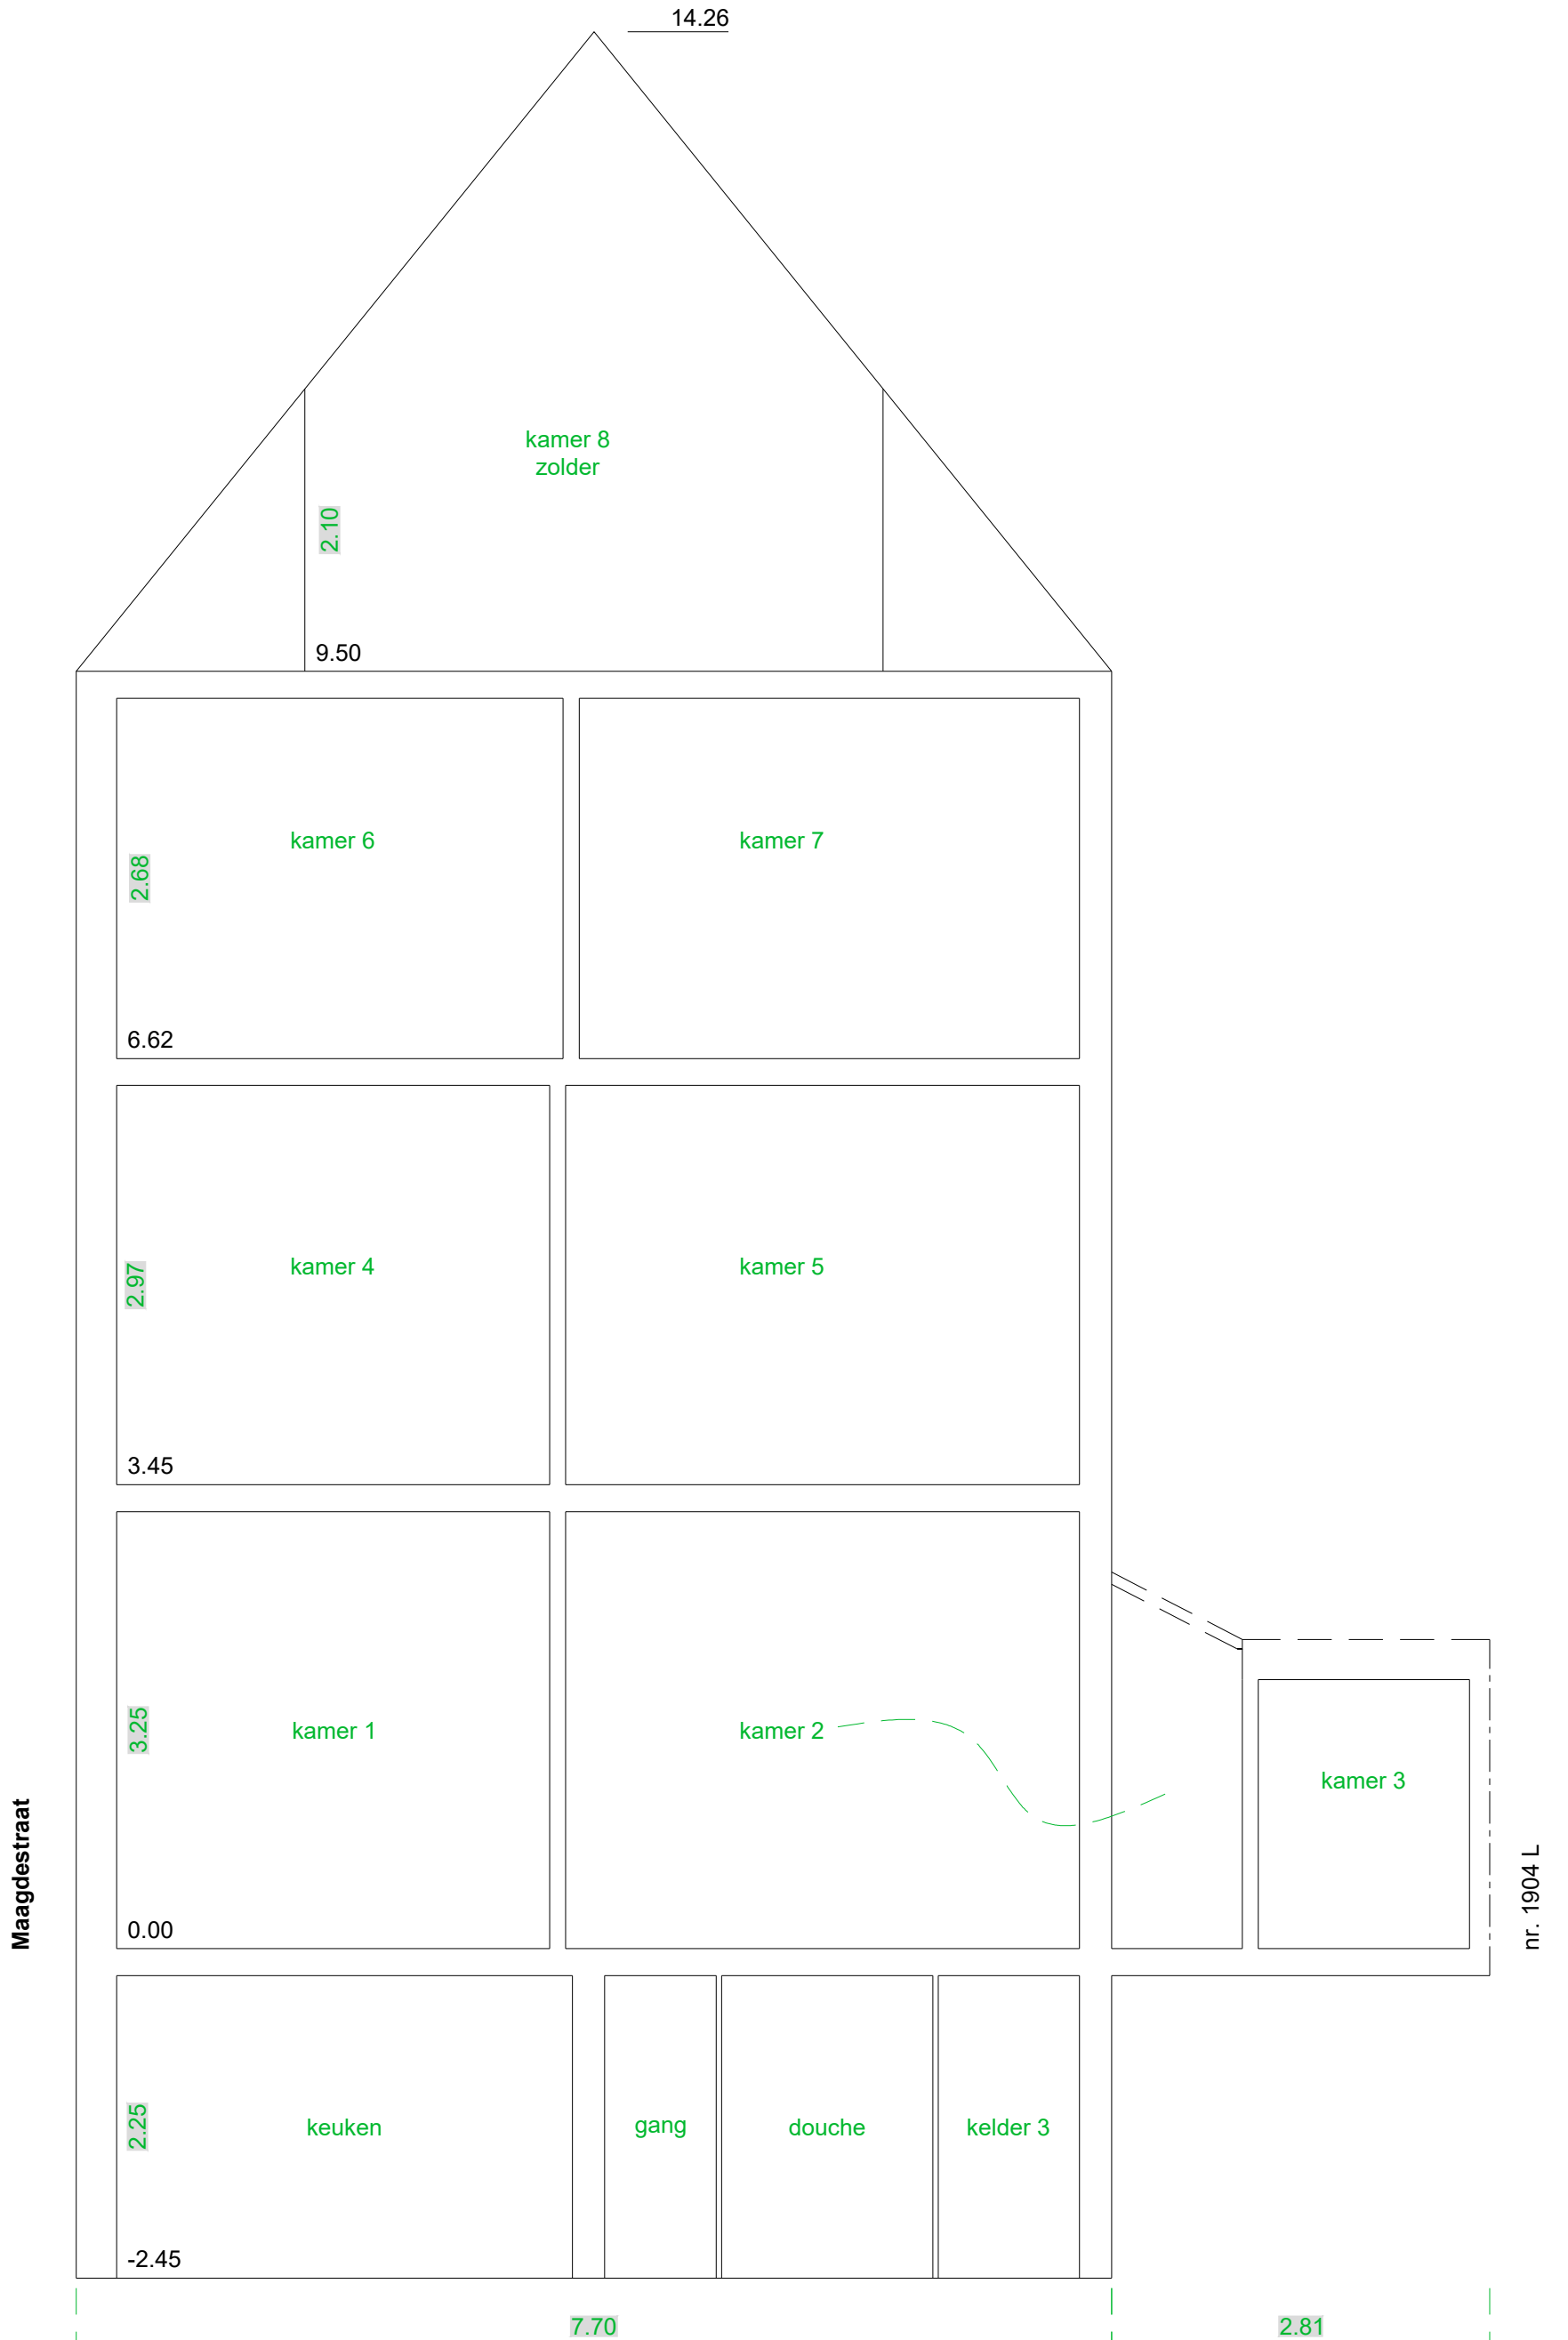 14.26
kamer 8
zolder
2.10
9.50
kamer 6
kamer 7
2.68
6.62
kamer 4
kamer 5
2.97
3.45
kamer 1
kamer 2
kamer 3
3.25
Maagdestraat
nr. 1904 L
0.00
keuken
gang
douche
kelder 3
2.25
-2.45
7.70
2.81